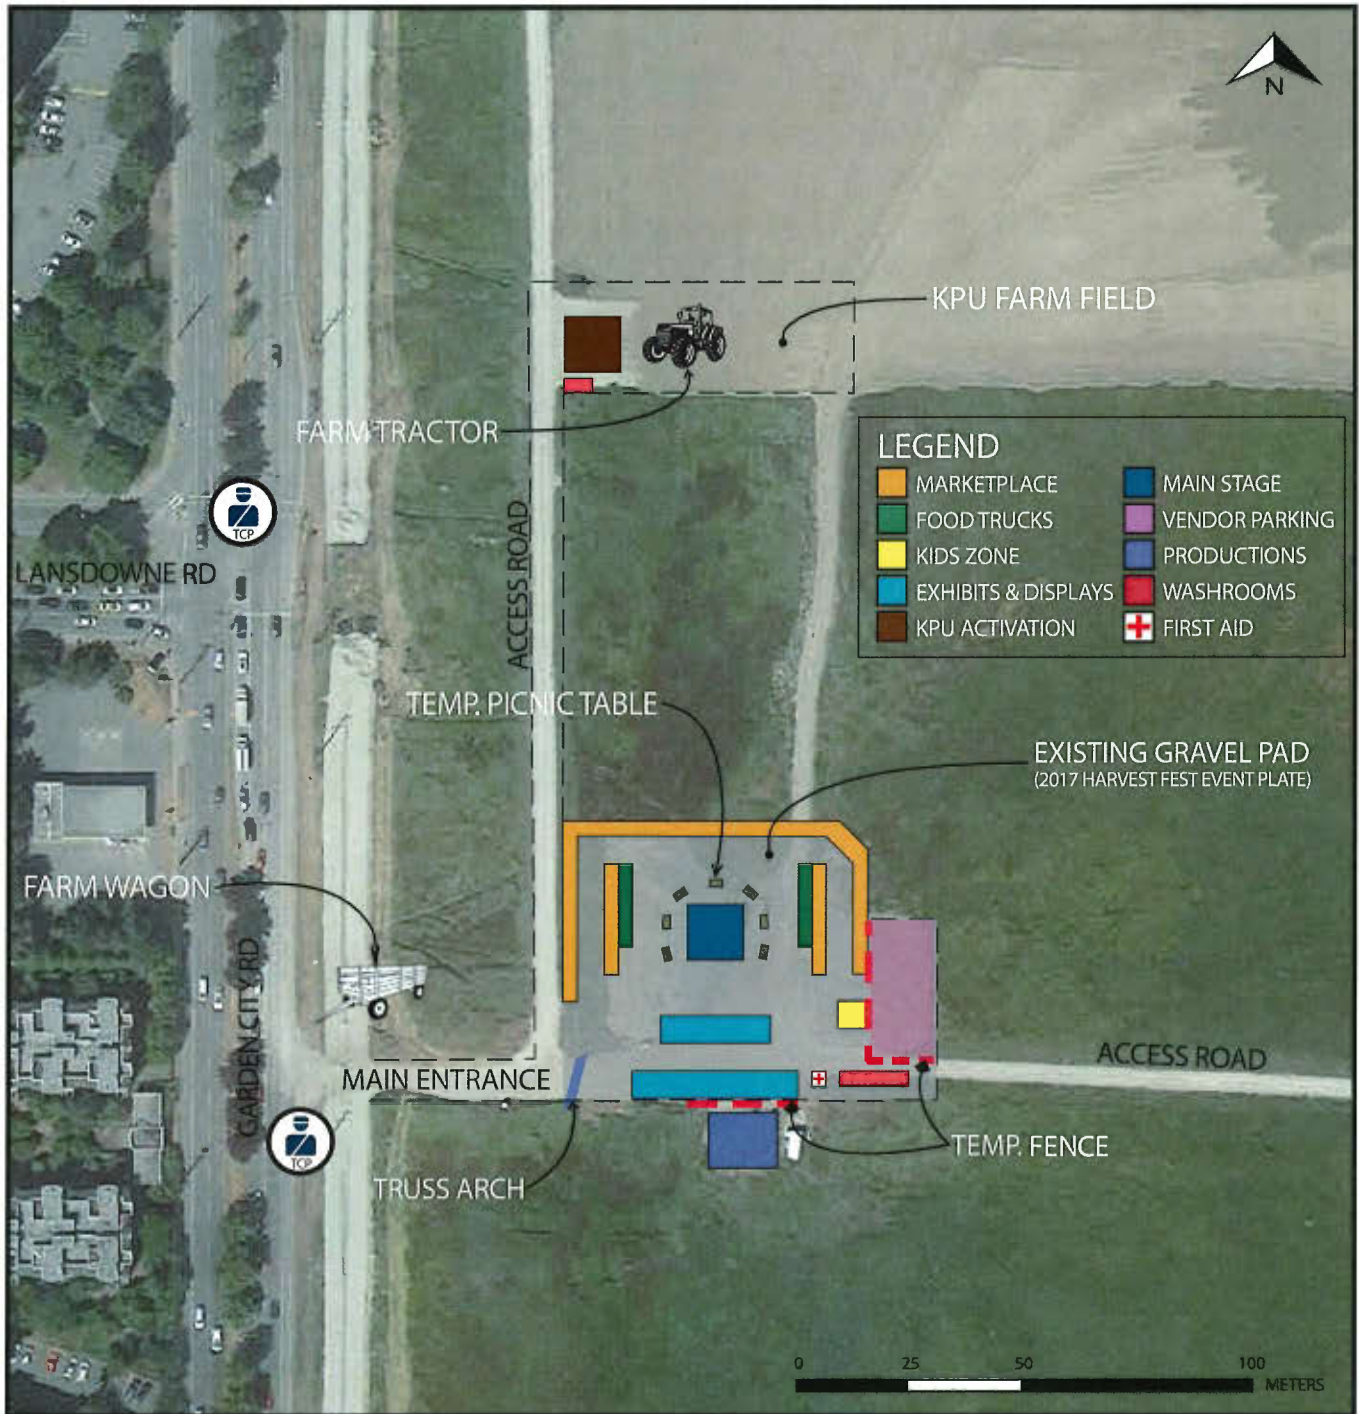 N
KPU FARM FIELD
FARM TRACTOR
LEGEND
MARKETPLACE
FOOD TRUCKS
KIDS ZONE
EXHIBITS & DISPLAYS
KPU ACTIVATION
MAIN STAGE
VENDOR PARKING
PRODUCTIONS
WASHROOMS
FIRST AID
TCP
LANSDOWNE RD
ACCESS ROAD
TEMP. PICNIC TABLE
EXISTING GRAVEL PAD
(2017 HARVEST FEST EVENT PLATE)
FARM WAGON
GARDEN CITY RD
MAIN ENTRANCE
ACCESS ROAD
TCP
TEMP. FENCE
TRUSS ARCH
0 25 50 100
METERS